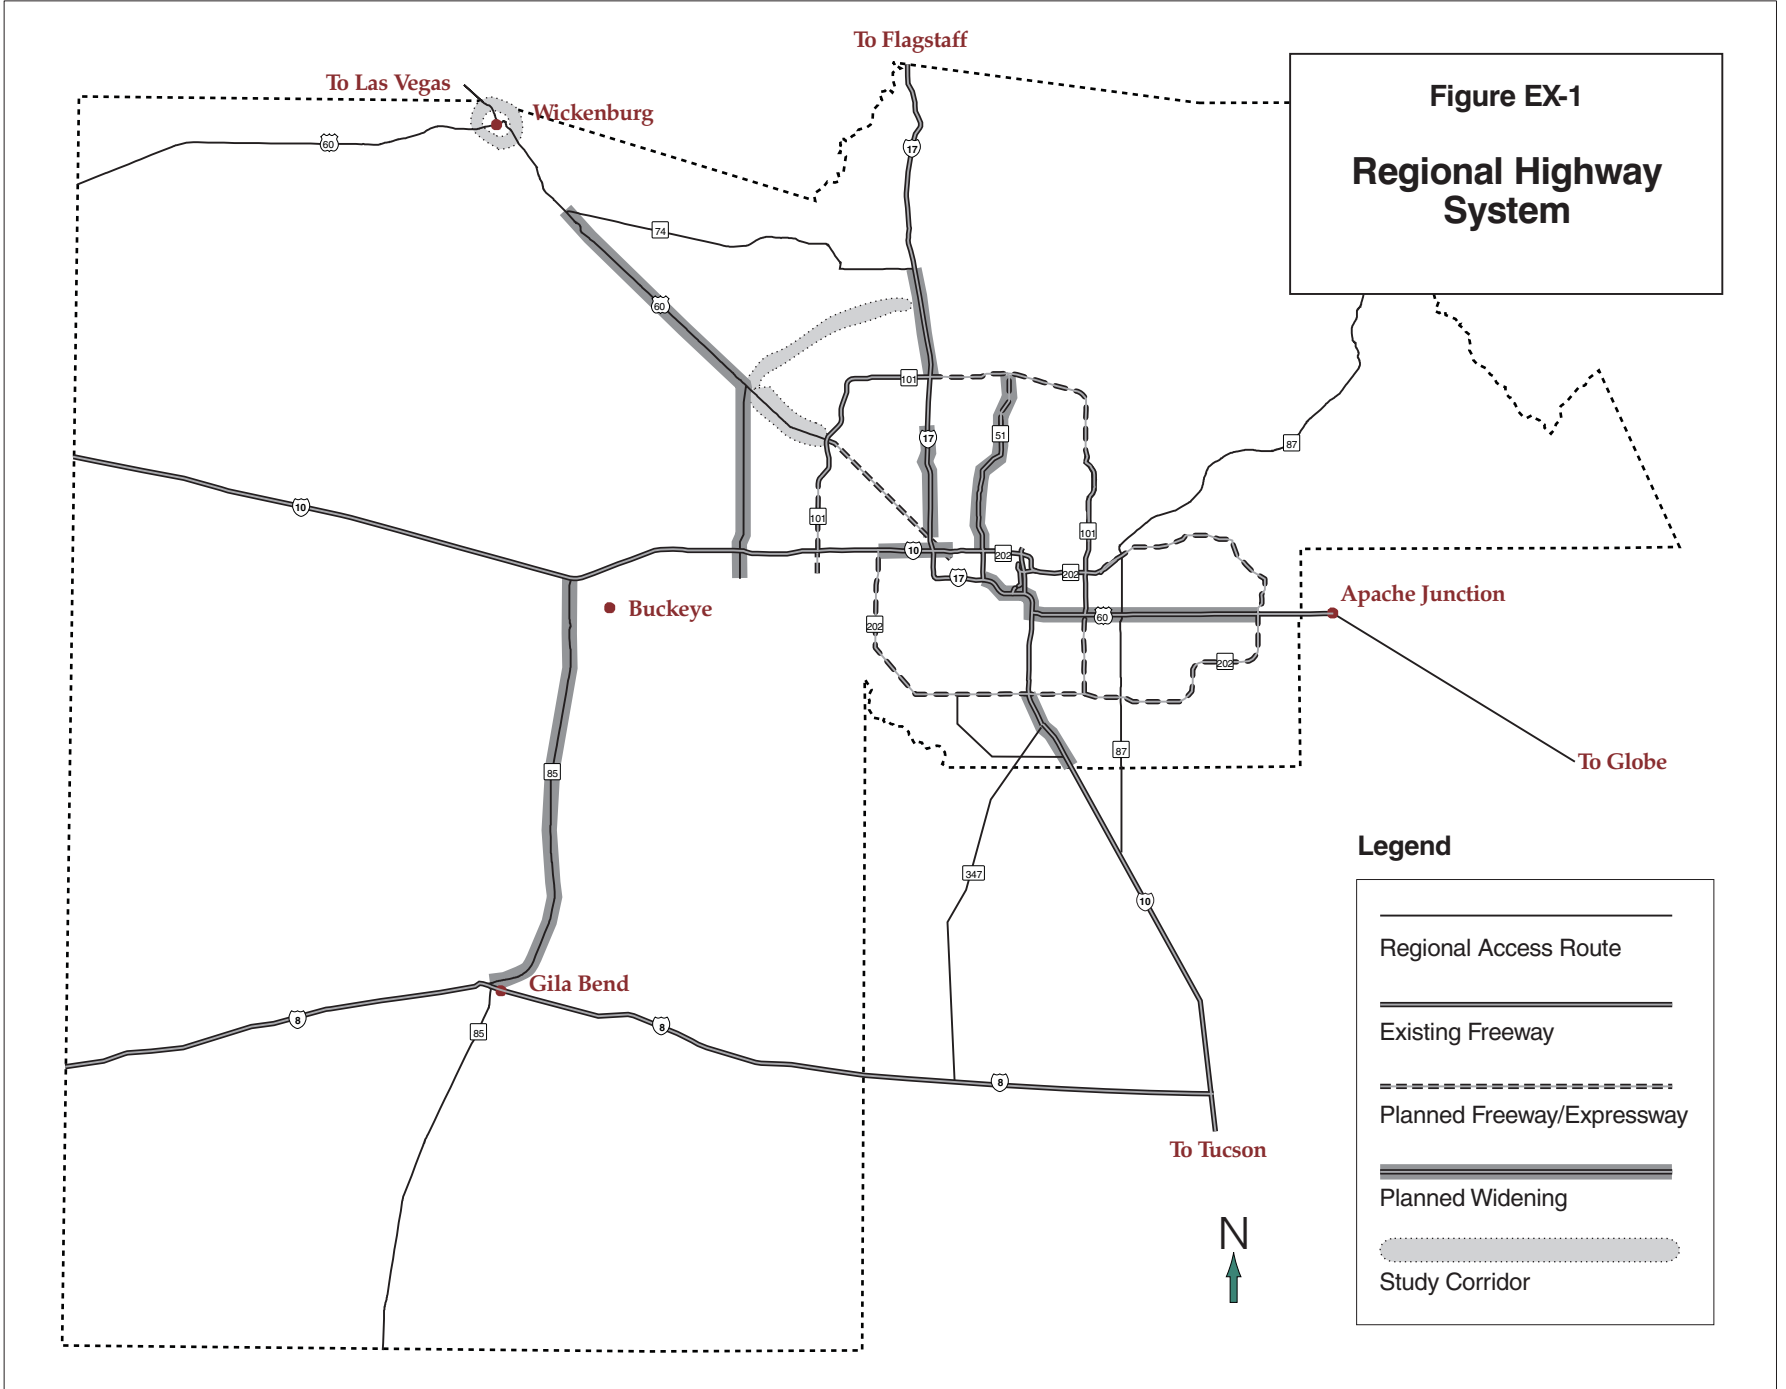 To Flagstaff
To Las Vegas
Wickenburg
Figure EX-1
Regional Highway
System
60
17
74
60
101
17
51
87
10
101
101
10
202
202
17
Buckeye
202
60
Apache Junction
202
85
87
To Globe
347
10
Gila Bend
8
85
8
8
To Tucson
N
Legend
Regional Access Route
Existing Freeway
Planned Freeway/Expressway
Planned Widening
Study Corridor